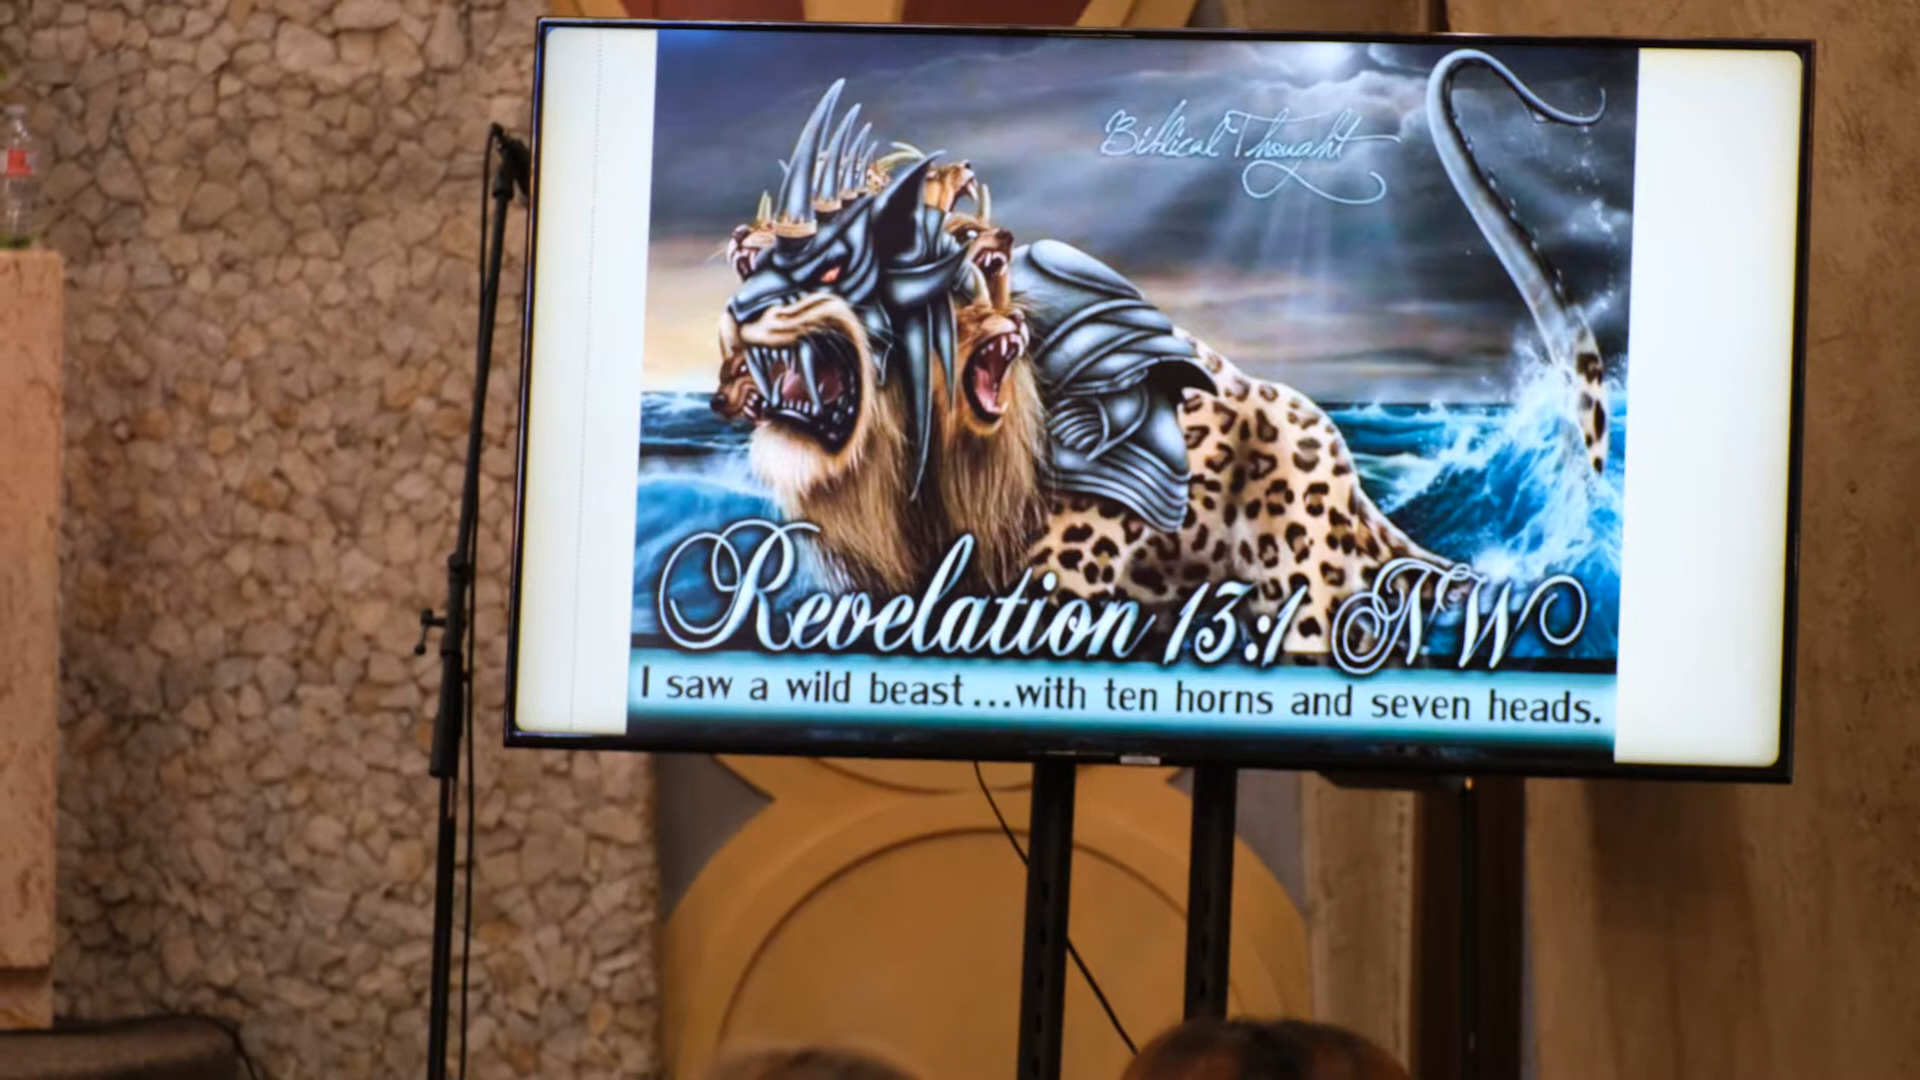 Biblical Thought
Revelation 13:1 NW
I saw a wild beast...with ten horns and seven heads.